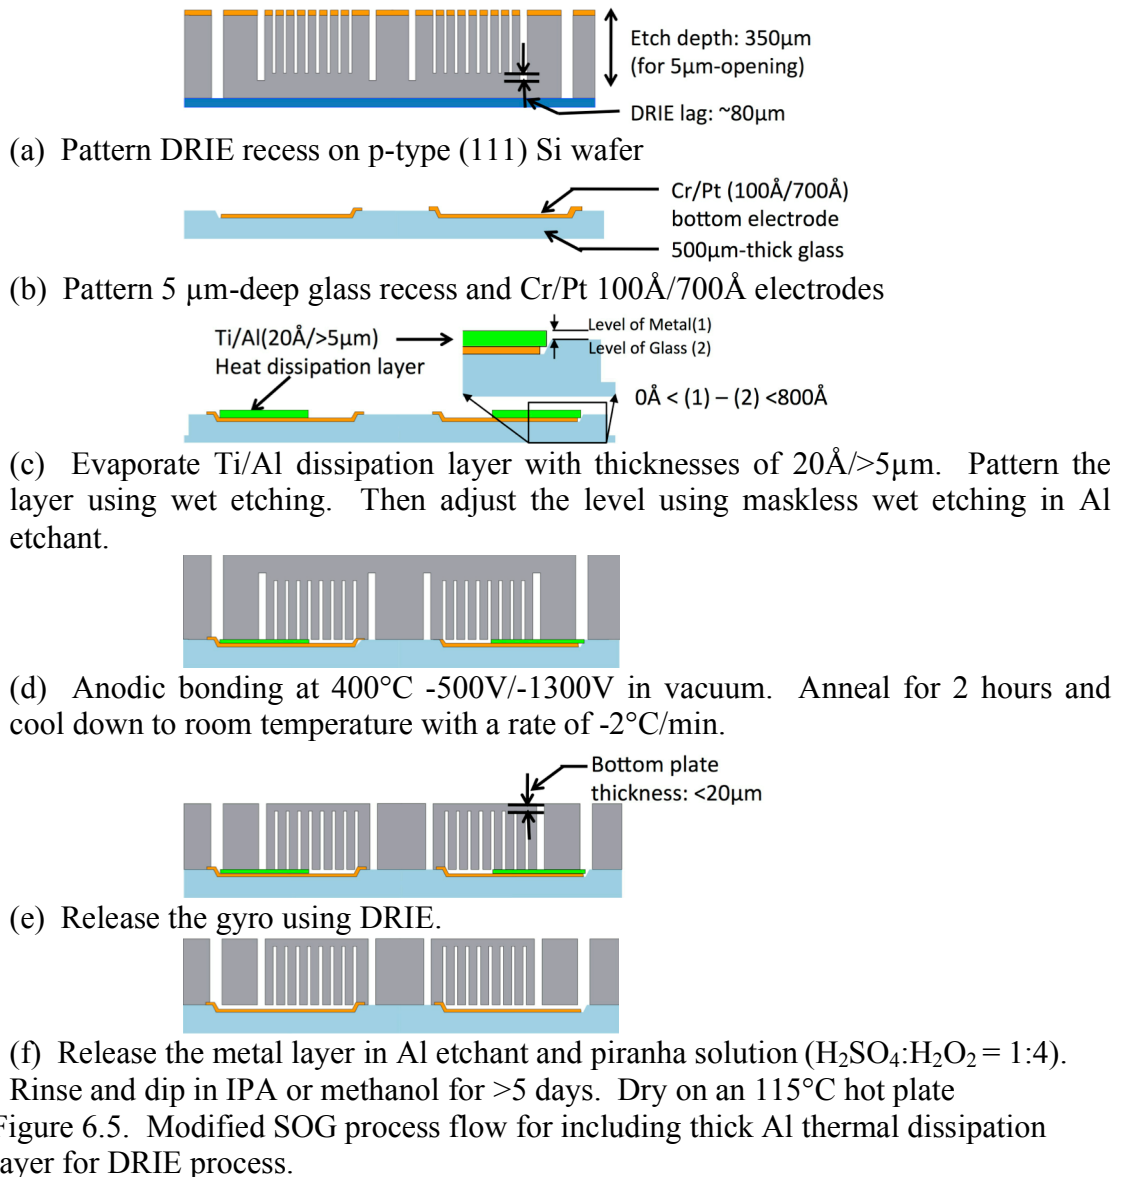 Etch depth: 350µm
(for 5µm-opening)
DRIE lag: ~80µm
(a) Pattern DRIE recess on p-type (111) Si wafer
Cr/Pt (100Å/700Å)
bottom electrode
500µm-thick glass
(b) Pattern 5 µm-deep glass recess and Cr/Pt 100Å/700Å electrodes
Ti/Al(20Å/>5µm)
Heat dissipation layer
Level of Metal(1)
Level of Glass (2)
0Å < (1) – (2) <800Å
(c) Evaporate Ti/Al dissipation layer with thicknesses of 20Å/>5µm. Pattern the
layer using wet etching. Then adjust the level using maskless wet etching in Al
etchant.
(d) Anodic bonding at 400°C -500V/-1300V in vacuum. Anneal for 2 hours and
cool down to room temperature with a rate of -2°C/min.
Bottom plate
thickness: <20µm
(e) Release the gyro using DRIE.
(f) Release the metal layer in Al etchant and piranha solution (H₂SO₄:H₂O₂ = 1:4).
Rinse and dip in IPA or methanol for >5 days. Dry on an 115°C hot plate
Figure 6.5. Modified SOG process flow for including thick Al thermal dissipation
layer for DRIE process.